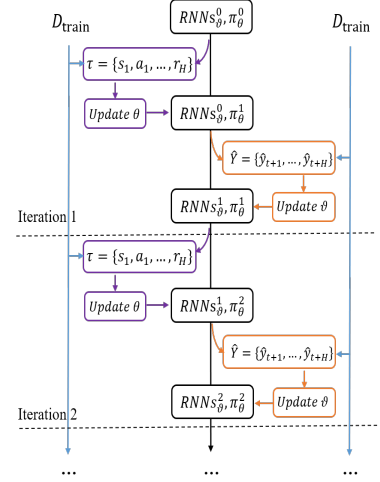 RNNs_ϑ^0, π_θ^0
D_train
D_train
τ = {s_1, a_1, ..., r_H}
Update θ
RNNs_ϑ^0, π_θ^1
Ŷ = {ŷ_{t+1}, ..., ŷ_{t+H}}
Update ϑ
RNNs_ϑ^1, π_θ^1
Iteration 1
τ = {s_1, a_1, ..., r_H}
Update θ
RNNs_ϑ^1, π_θ^2
Ŷ = {ŷ_{t+1}, ..., ŷ_{t+H}}
Update ϑ
RNNs_ϑ^2, π_θ^2
Iteration 2
... ... ...